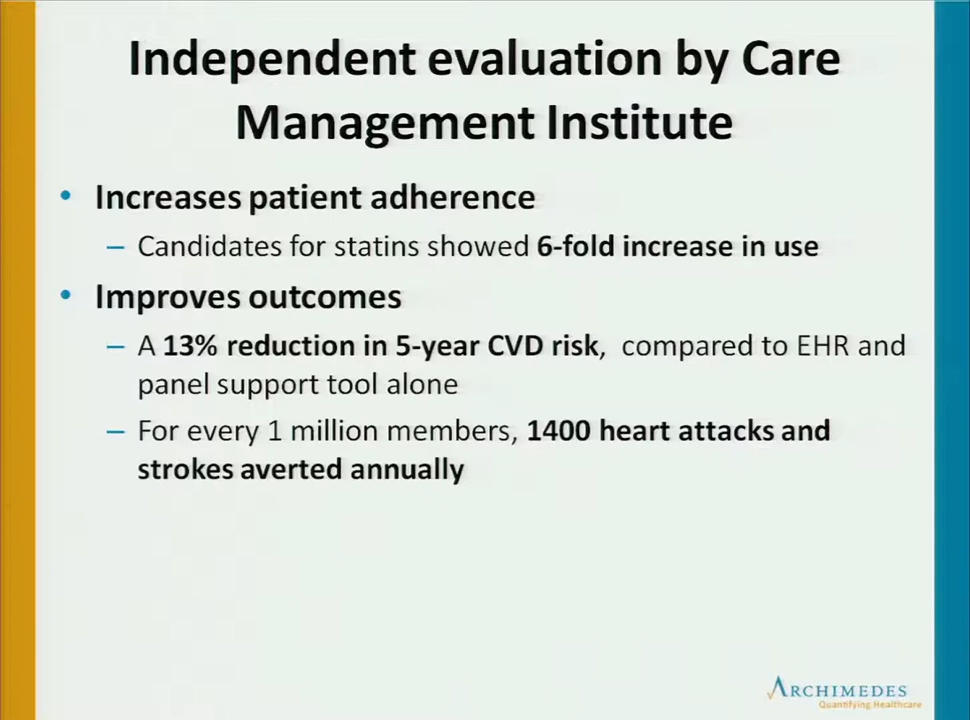 Independent evaluation by Care
Management Institute
• Increases patient adherence
– Candidates for statins showed 6-fold increase in use
• Improves outcomes
– A 13% reduction in 5-year CVD risk, compared to EHR and
panel support tool alone
– For every 1 million members, 1400 heart attacks and
strokes averted annually
ARCHIMEDES
Quantifying Healthcare